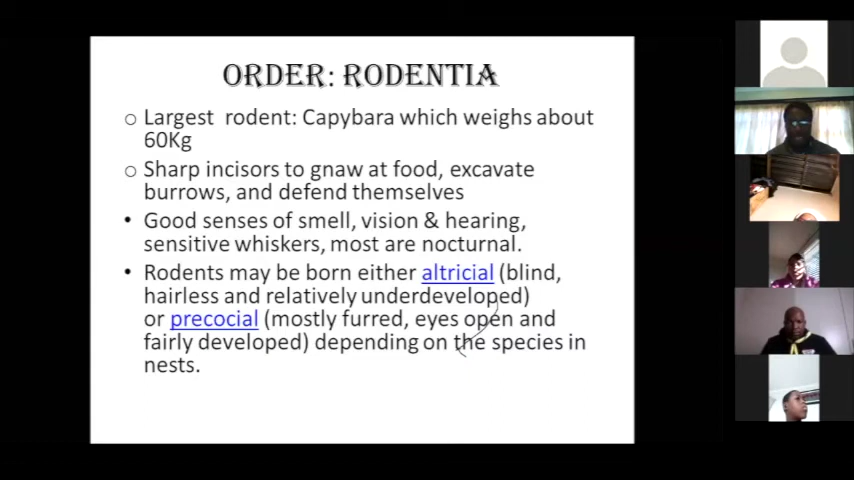 ORDER: RODENTIA
○ Largest rodent: Capybara which weighs about
60Kg
○ Sharp incisors to gnaw at food, excavate
burrows, and defend themselves
• Good senses of smell, vision & hearing,
sensitive whiskers, most are nocturnal.
• Rodents may be born either altricial (blind,
hairless and relatively underdeveloped)
or precocial (mostly furred, eyes open and
fairly developed) depending on the species in
nests.